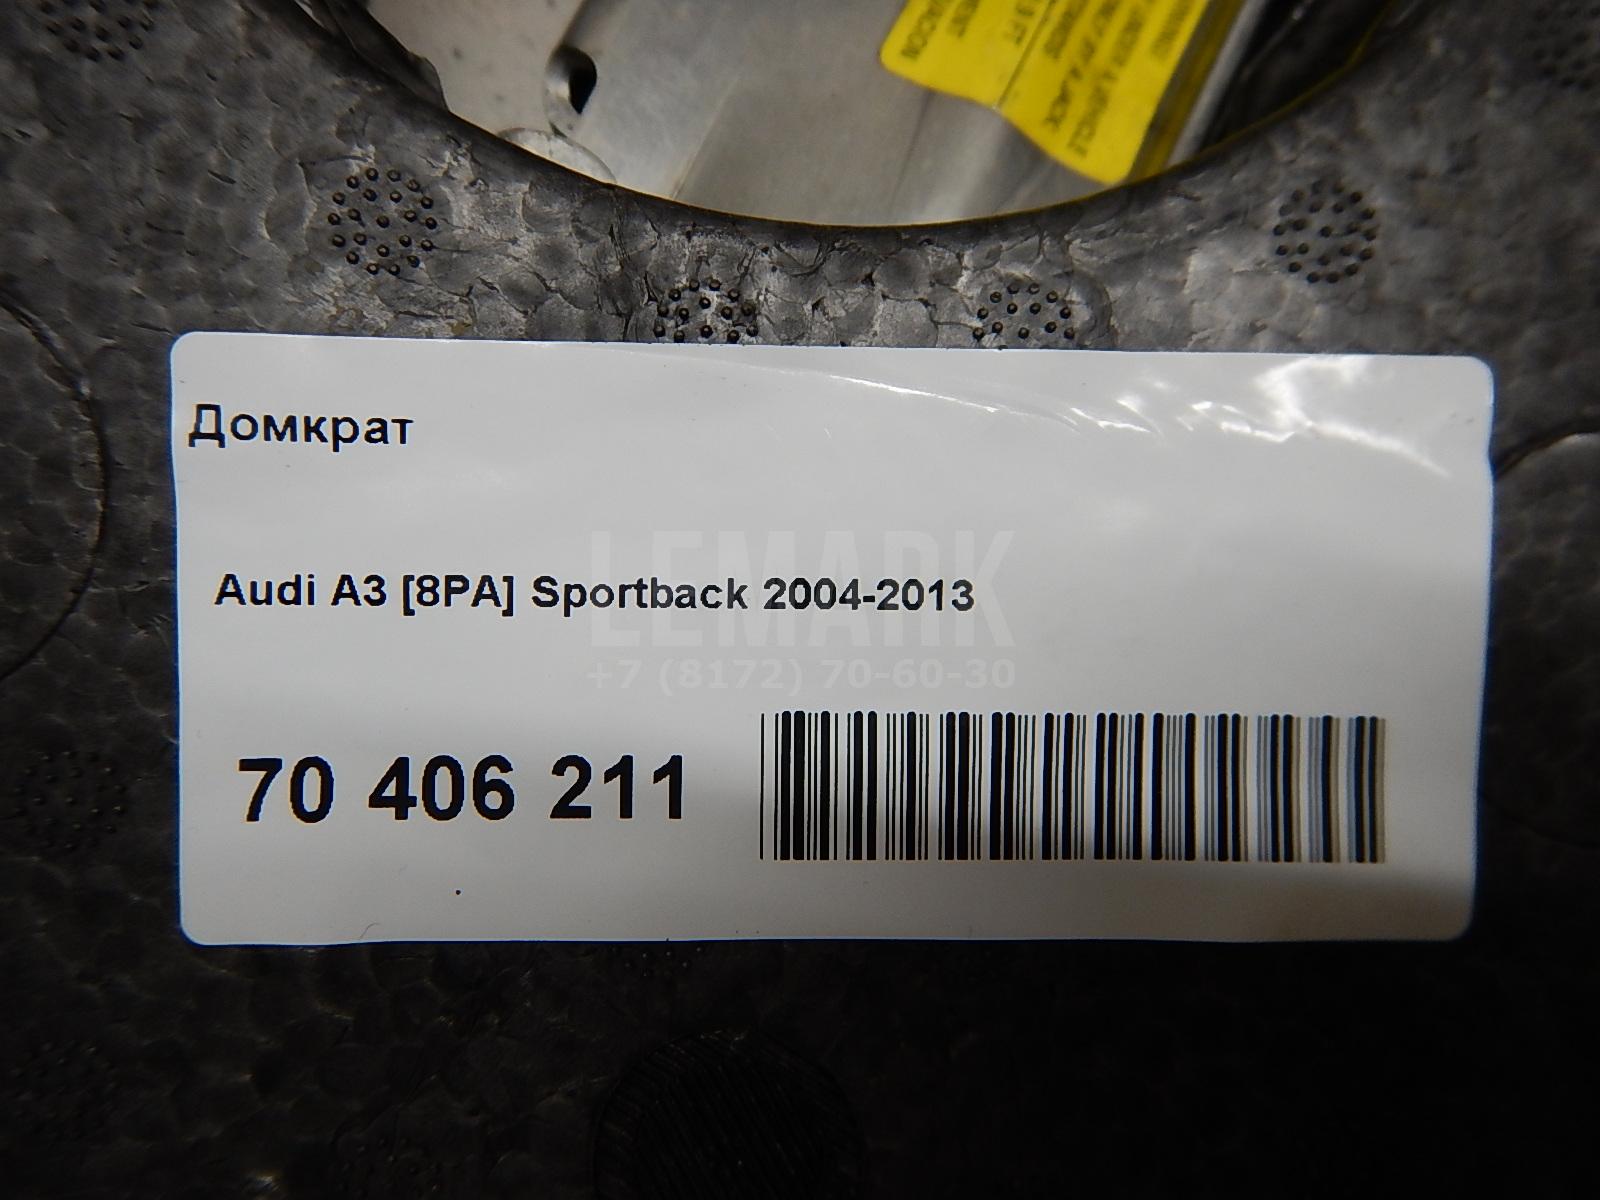 Домкрат
Audi A3 [8PA] Sportback 2004-2013
LEMARK
+7 (8172) 70-60-30
70 406 211